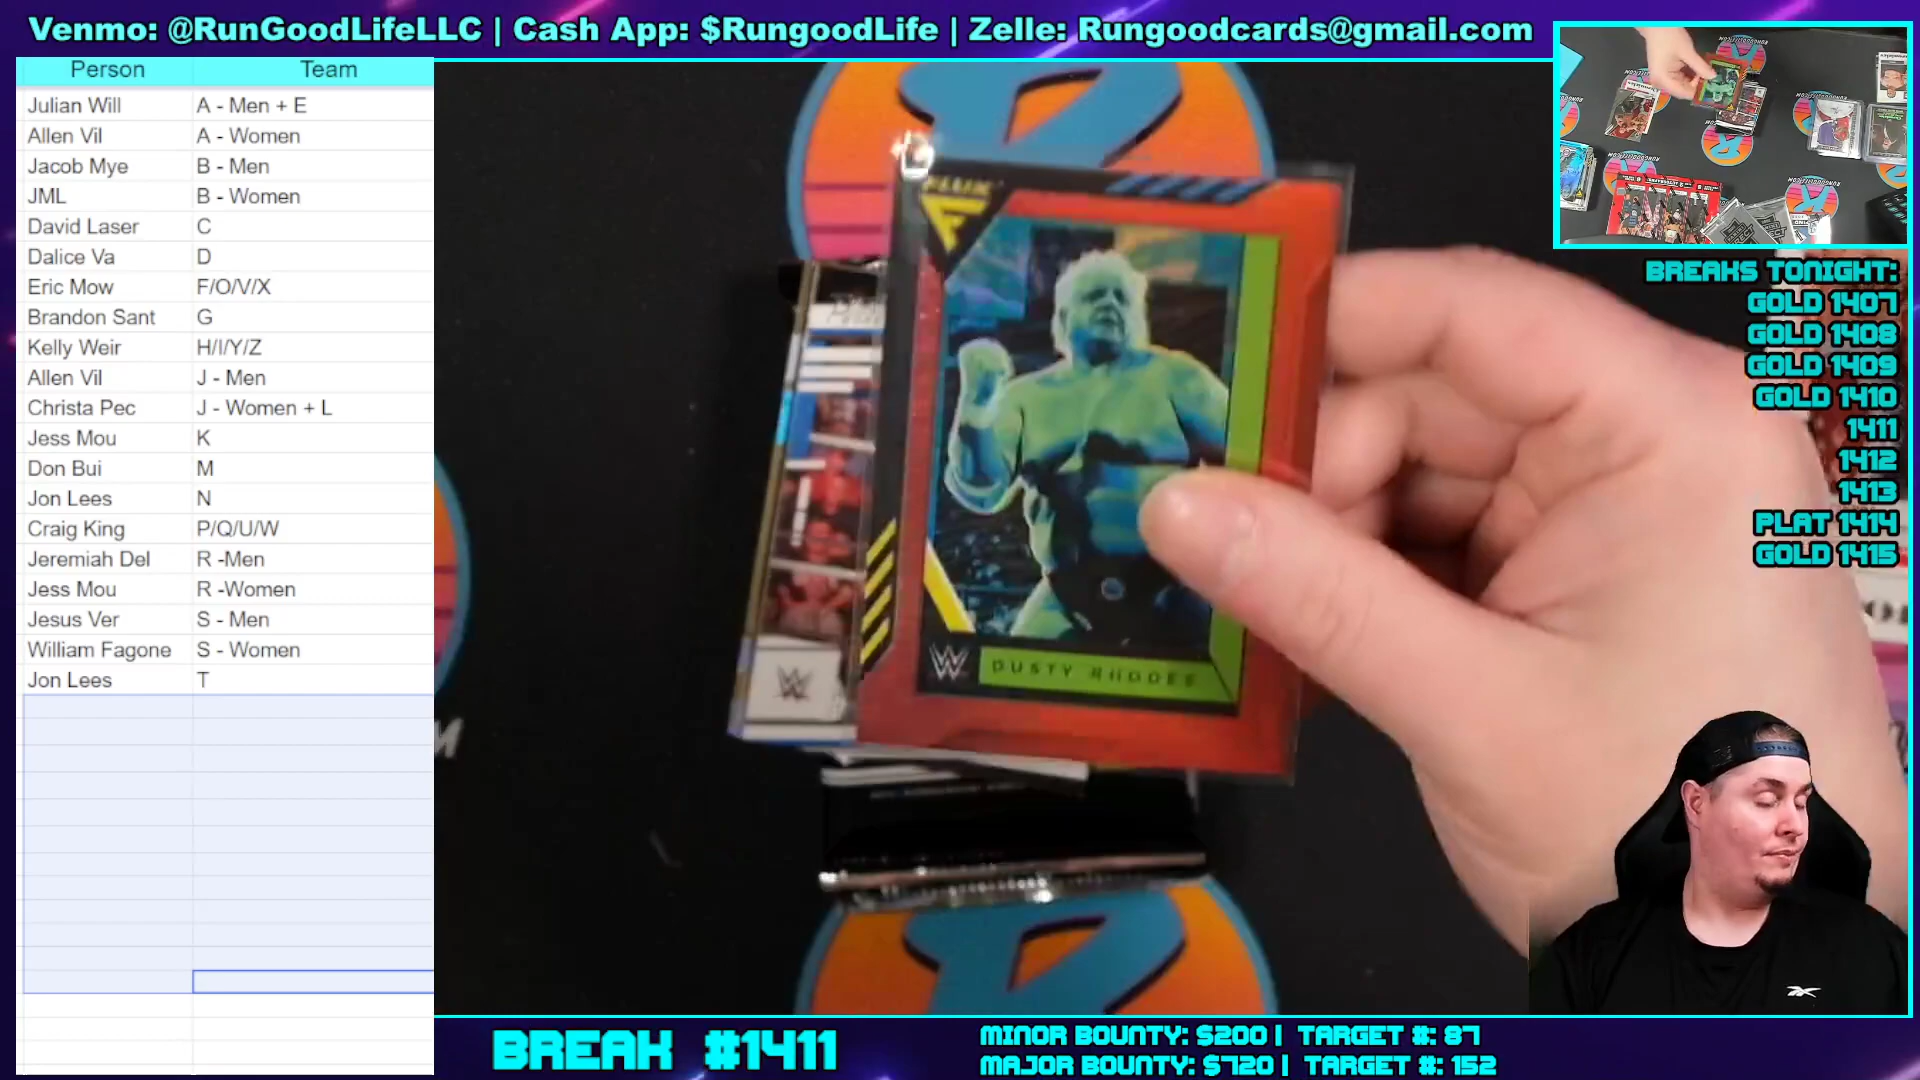 Venmo: @RunGoodLifeLLC | Cash App: $RungoodLife | Zelle: Rungoodcards@gmail.com
Person Team
Julian Will A - Men + E
Allen Vil A - Women
Jacob Mye B - Men
JML B - Women
David Laser C
Dalice Va D
Eric Mow F/O/V/X
Brandon Sant G
Kelly Weir H/I/Y/Z
Allen Vil J - Men
Christa Pec J - Women + L
Jess Mou K
Don Bui M
Jon Lees N
Craig King P/Q/U/W
Jeremiah Del R -Men
Jess Mou R -Women
Jesus Ver S - Men
William Fagone S - Women
Jon Lees T
FLUX
W
DUSTY RHODES
BREAKS TONIGHT:
GOLD 1407
GOLD 1408
GOLD 1409
GOLD 1410
1411
1412
1413
PLAT 1414
GOLD 1415
BREAK #1411
MINOR BOUNTY: $200 | TARGET #: 87
MAJOR BOUNTY: $720 | TARGET #: 152